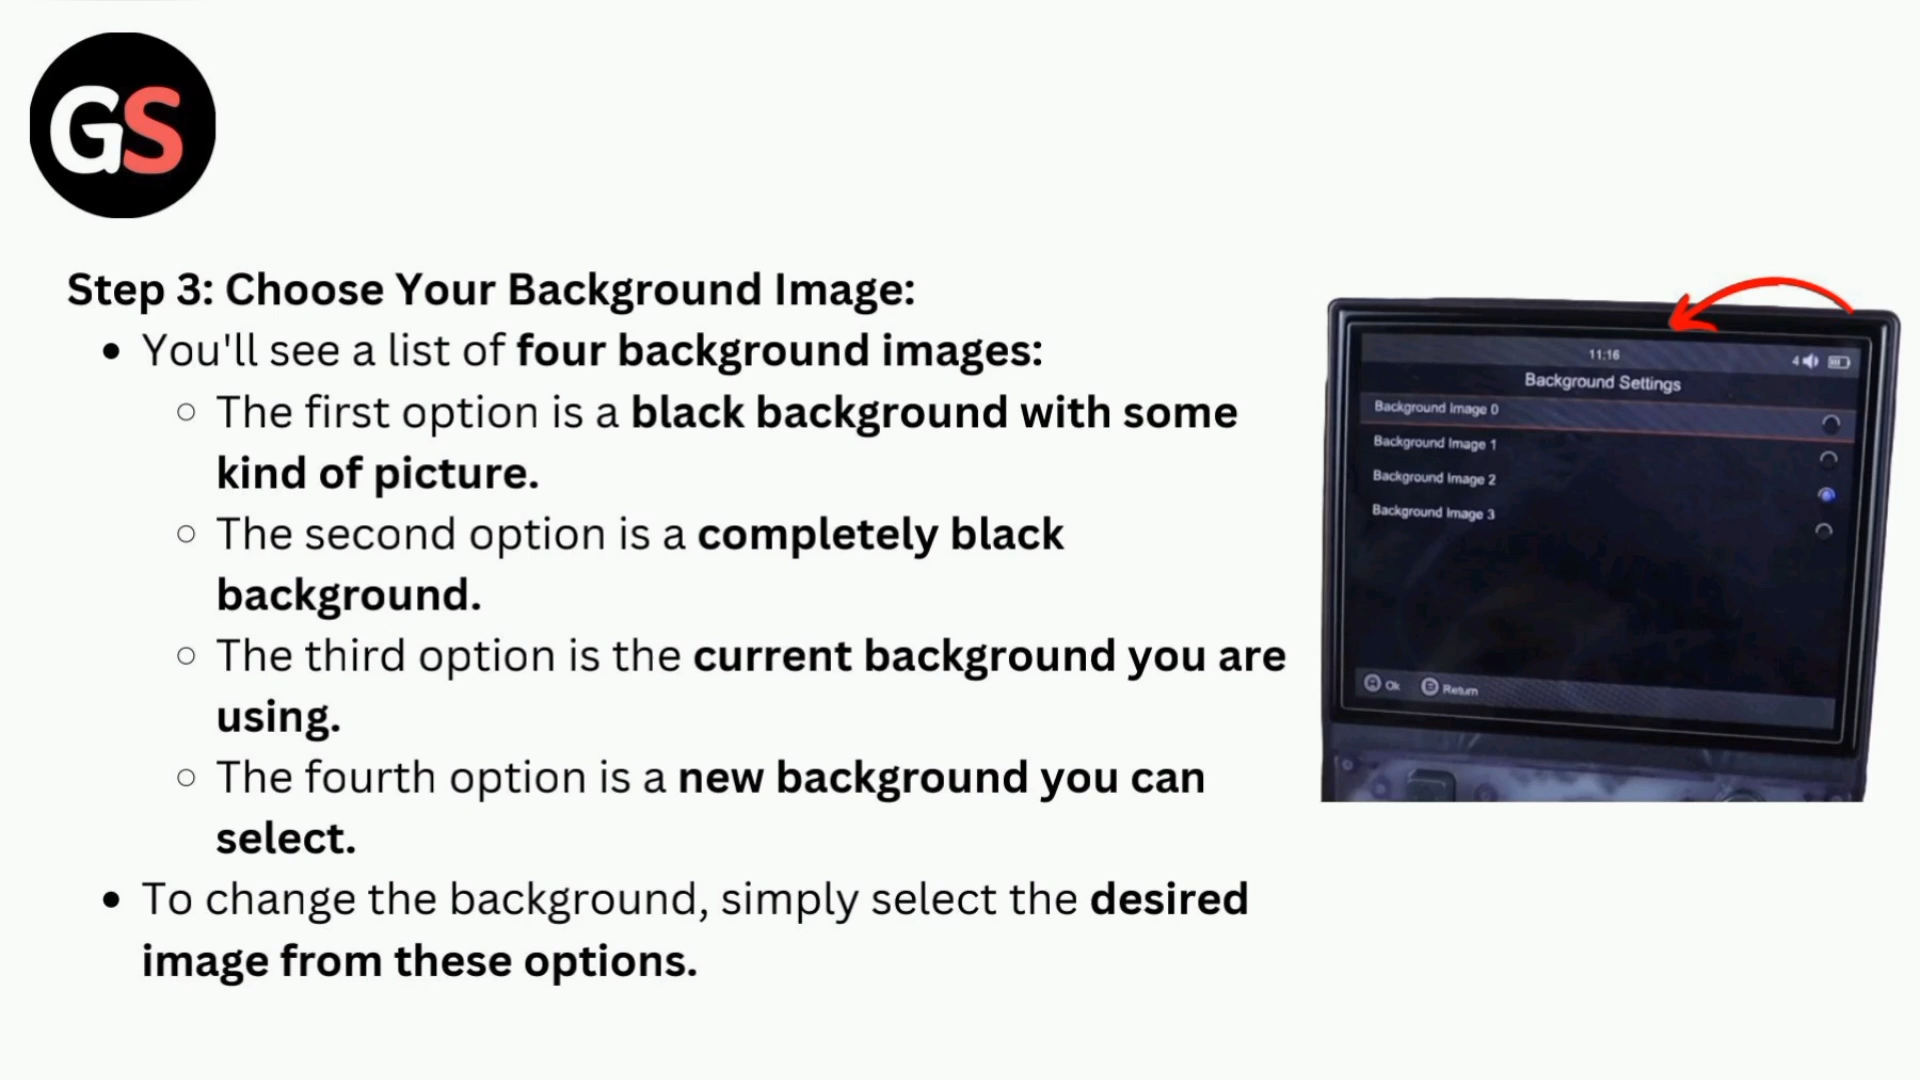 GS
Step 3: Choose Your Background Image:
• You'll see a list of four background images:
○ The first option is a black background with some
kind of picture.
○ The second option is a completely black
background.
○ The third option is the current background you are
using.
○ The fourth option is a new background you can
select.
• To change the background, simply select the desired
image from these options.
11:16
4
Background Settings
Background Image 0
Background Image 1
Background Image 2
Background Image 3
Ok Return